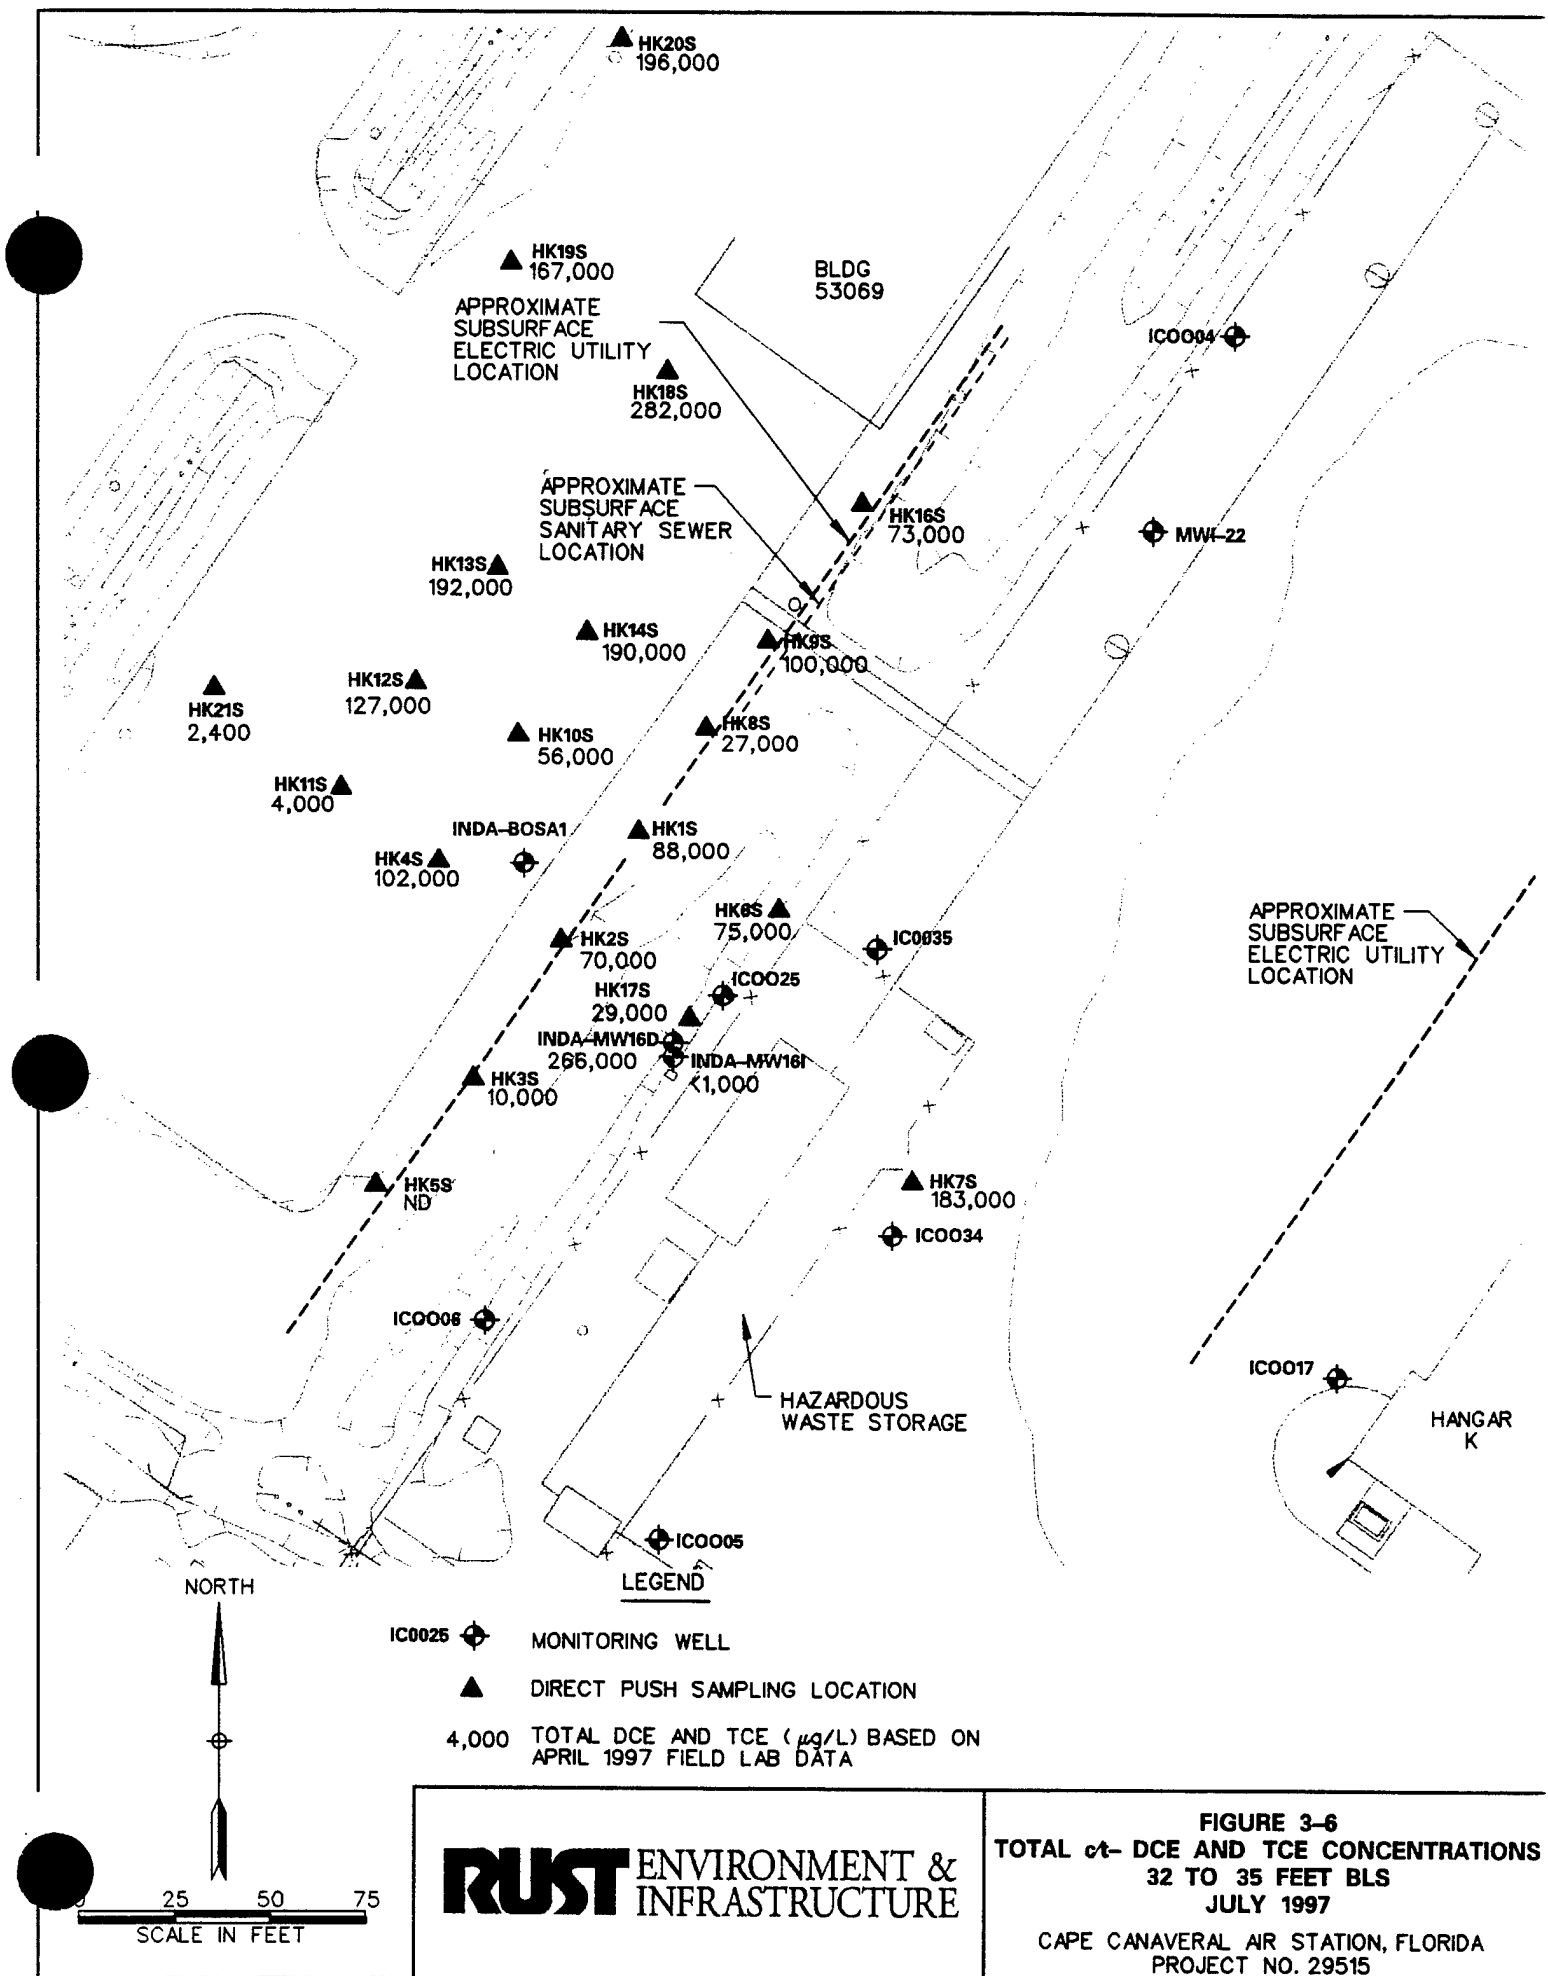 HK20S
196,000
HK19S
167,000
BLDG
53069
APPROXIMATE
SUBSURFACE
ELECTRIC UTILITY
LOCATION
ICOO04
HK18S
282,000
APPROXIMATE
SUBSURFACE
SANITARY SEWER
LOCATION
HK16S
73,000
MWI-22
HK13S
192,000
HK14S
190,000
HK9S
100,000
HK12S
127,000
HK21S
2,400
HK10S
56,000
HK8S
27,000
HK11S
4,000
INDA-BOSA1
HK1S
88,000
HK4S
102,000
HK6S
75,000
APPROXIMATE
SUBSURFACE
ELECTRIC UTILITY
LOCATION
HK2S
70,000
IC0035
ICOO25
HK17S
29,000
INDA-MW16D
266,000
INDA-MW16I
<1,000
HK3S
10,000
HK5S
ND
HK7S
183,000
ICOO34
ICOO06
ICOO17
HAZARDOUS
WASTE STORAGE
HANGAR
K
ICOO05
NORTH
LEGEND
IC0025 MONITORING WELL
DIRECT PUSH SAMPLING LOCATION
4,000 TOTAL DCE AND TCE (µg/L) BASED ON
APRIL 1997 FIELD LAB DATA
25 50 75
SCALE IN FEET
RUST ENVIRONMENT &
INFRASTRUCTURE
FIGURE 3-6
TOTAL c/t- DCE AND TCE CONCENTRATIONS
32 TO 35 FEET BLS
JULY 1997
CAPE CANAVERAL AIR STATION, FLORIDA
PROJECT NO. 29515